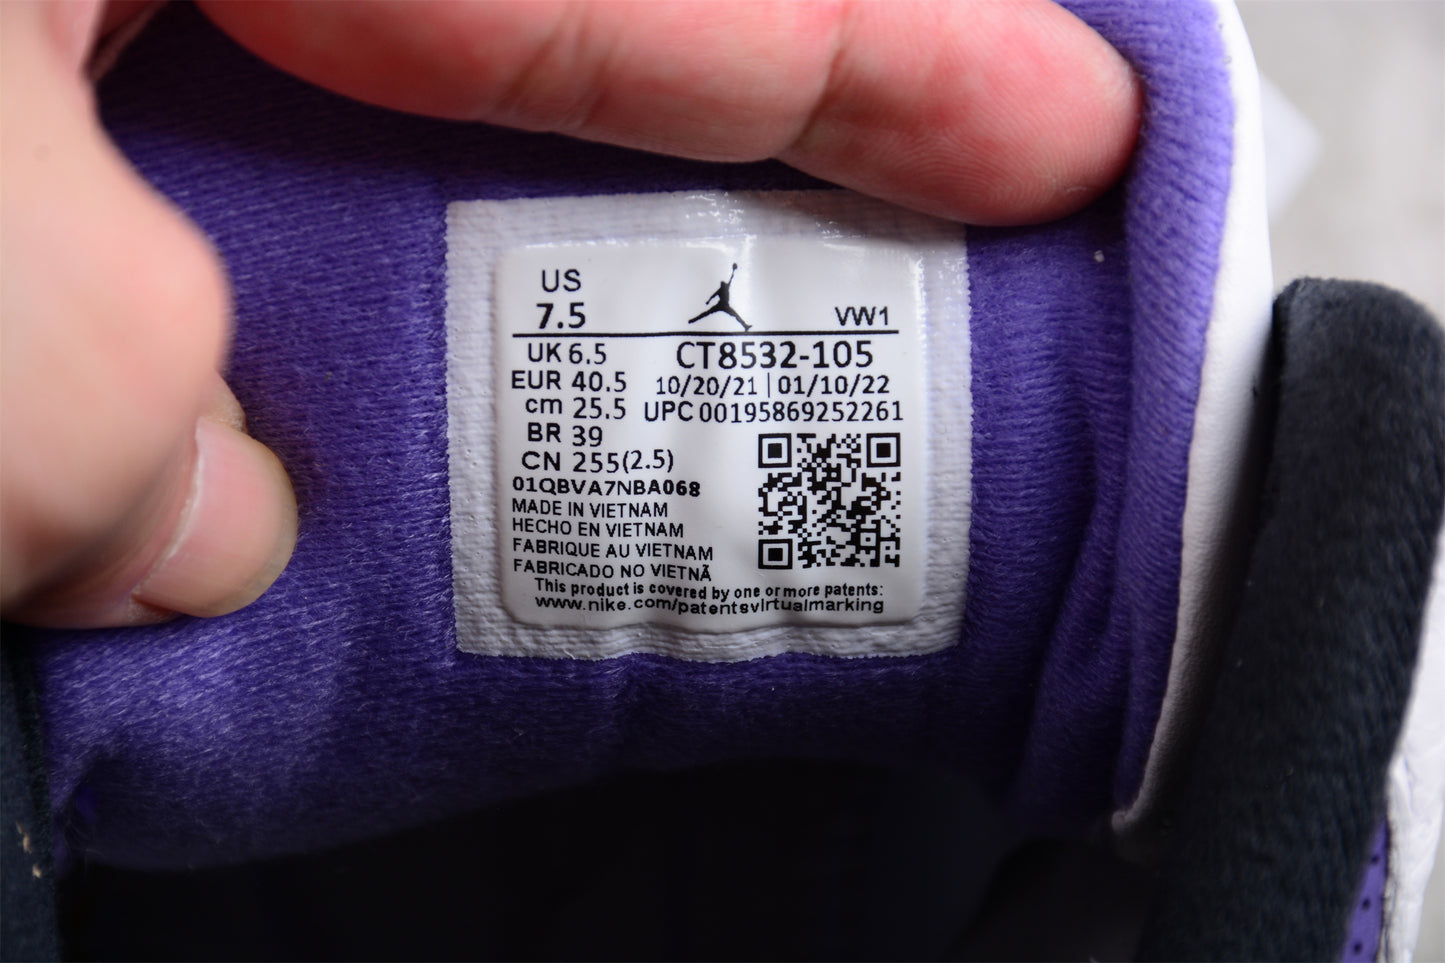 US
7.5
VW1
UK 6.5
CT8532-105
EUR 40.5
10/20/21 | 01/10/22
cm 25.5
UPC 00195869252261
BR 39
CN 255(2.5)
01QBVA7NBA068
MADE IN VIETNAM
HECHO EN VIETNAM
FABRIQUE AU VIETNAM
FABRICADO NO VIETNÃ
This product is covered by one or more patents:
www.nike.com/patentsvirtualmarking